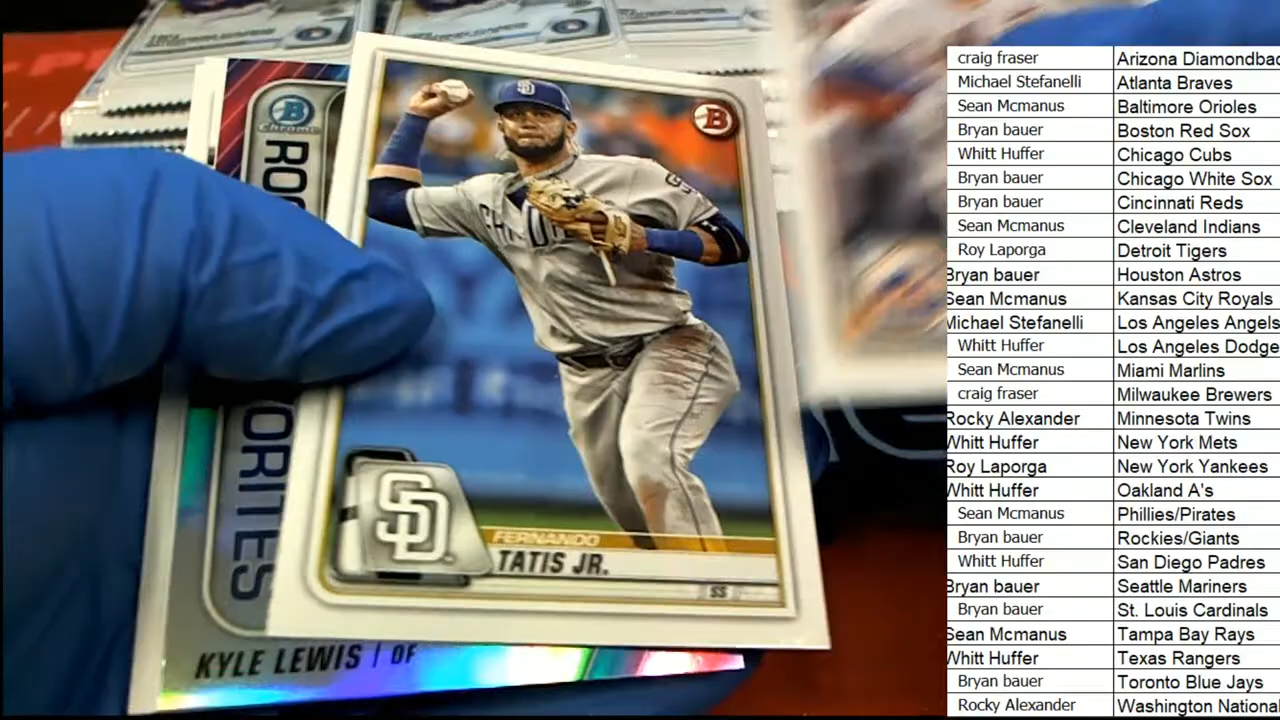 B
Chrome
RO
ORITES
KYLE LEWIS / OF
SD
B
SD
FERNANDO
TATIS JR.
SS
craig fraser Arizona Diamondbac
Michael Stefanelli Atlanta Braves
Sean Mcmanus Baltimore Orioles
Bryan bauer Boston Red Sox
Whitt Huffer Chicago Cubs
Bryan bauer Chicago White Sox
Bryan bauer Cincinnati Reds
Sean Mcmanus Cleveland Indians
Roy Laporga Detroit Tigers
Bryan bauer Houston Astros
Sean Mcmanus Kansas City Royals
Michael Stefanelli Los Angeles Angels
Whitt Huffer Los Angeles Dodge
Sean Mcmanus Miami Marlins
craig fraser Milwaukee Brewers
Rocky Alexander Minnesota Twins
Whitt Huffer New York Mets
Roy Laporga New York Yankees
Whitt Huffer Oakland A's
Sean Mcmanus Phillies/Pirates
Bryan bauer Rockies/Giants
Whitt Huffer San Diego Padres
Bryan bauer Seattle Mariners
Bryan bauer St. Louis Cardinals
Sean Mcmanus Tampa Bay Rays
Whitt Huffer Texas Rangers
Bryan bauer Toronto Blue Jays
Rocky Alexander Washington National